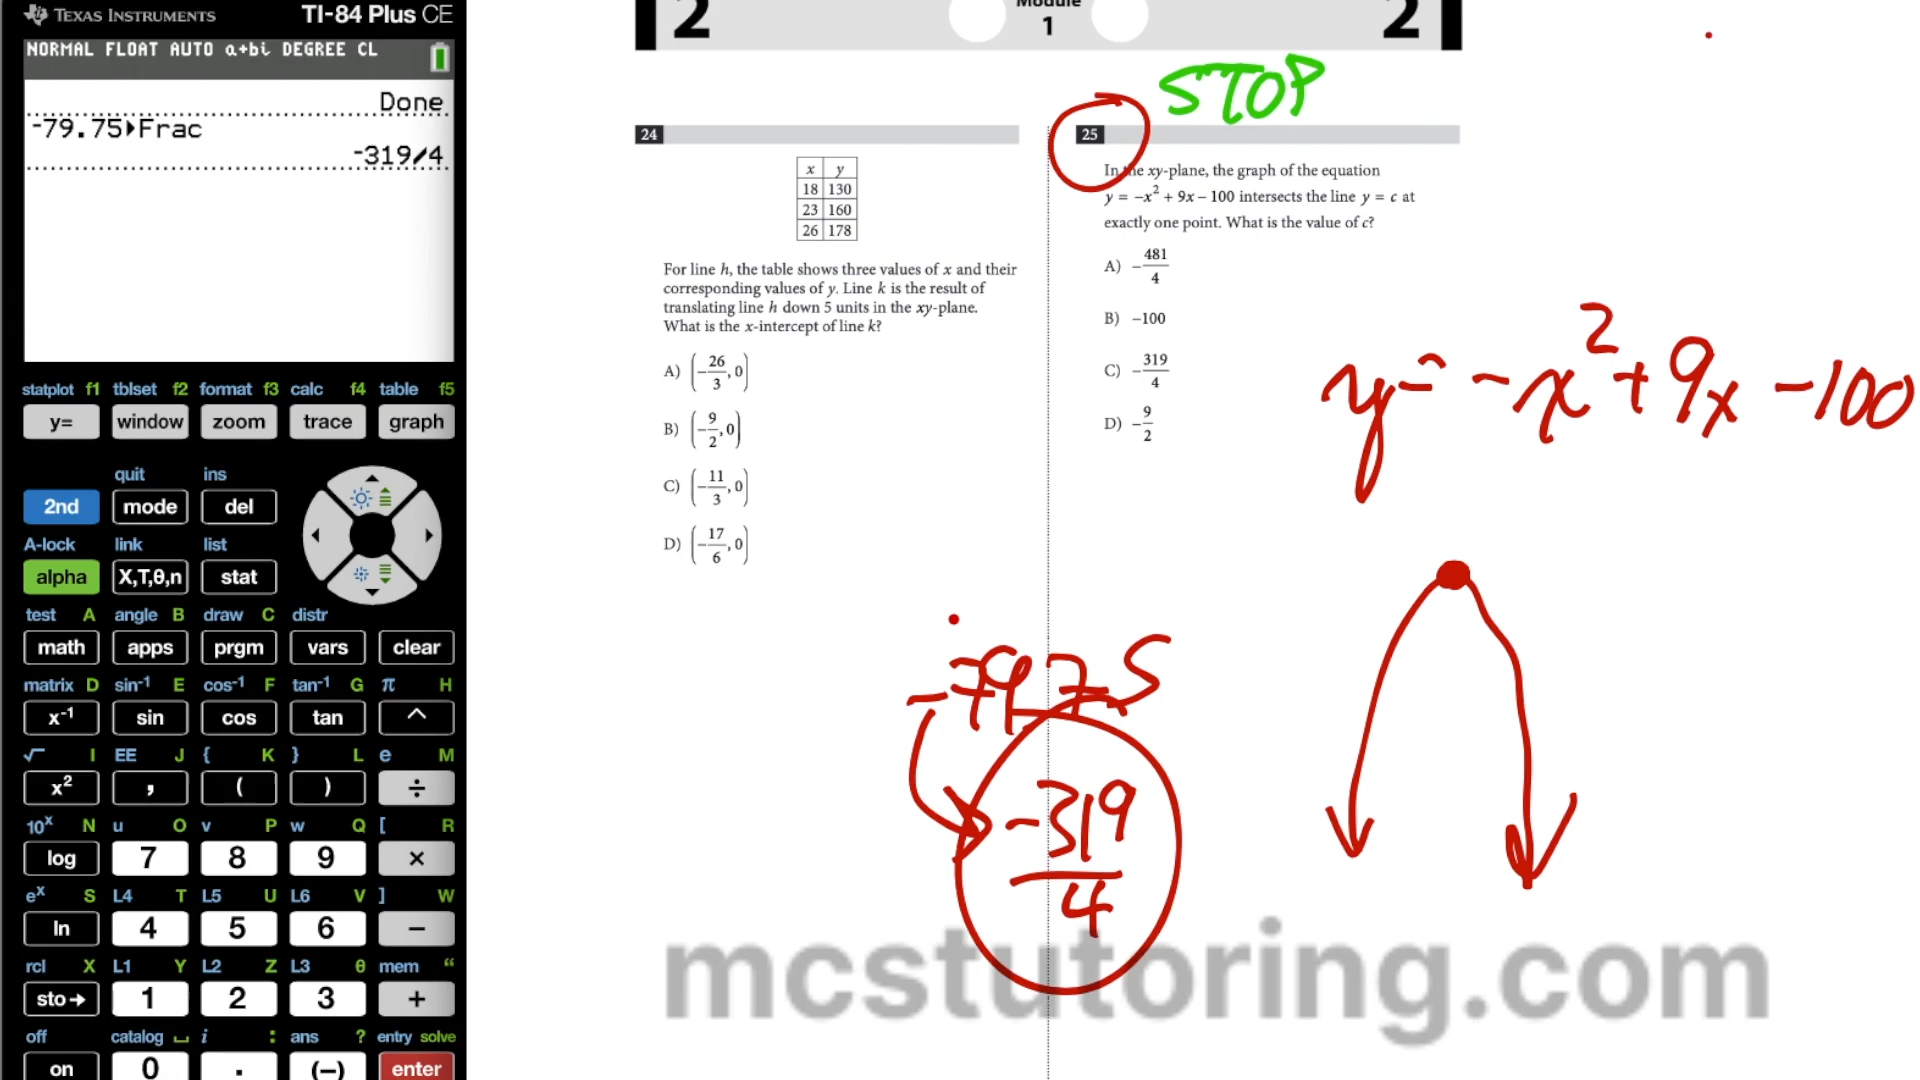 TEXAS INSTRUMENTS TI-84 Plus CE
NORMAL FLOAT AUTO a+bi DEGREE CL
Done
-79.75▸Frac
-319/4
statplot f1 tblset f2 format f3 calc f4 table f5
y= window zoom trace graph
quit ins
2nd mode del
A-lock link list
alpha X,T,θ,n stat
test A angle B draw C distr
math apps prgm vars clear
matrix D sin-1 E cos-1 F tan-1 G π H
x-1 sin cos tan ^
√ I EE J { K } L e M
x2 , ( ) ÷
10x N u O v P w Q [ R
log 7 8 9 ×
ex S L4 T L5 U L6 V ] W
ln 4 5 6 −
rcl X L1 Y L2 Z L3 θ mem “
sto→ 1 2 3 +
off catalog ⎵ i : ans ? entry solve
on 0 . (−) enter
2 Module 2
1
STOP
24
x y
18 130
23 160
26 178
For line h, the table shows three values of x and their
corresponding values of y. Line k is the result of
translating line h down 5 units in the xy-plane.
What is the x-intercept of line k?
A) (-26/3, 0)
B) (-9/2, 0)
C) (-11/3, 0)
D) (-17/6, 0)
25
In the xy-plane, the graph of the equation
y = −x² + 9x − 100 intersects the line y = c at
exactly one point. What is the value of c?
A) −481/4
B) −100
C) −319/4
D) −9/2
y = -x² + 9x - 100
-79.75
-319/4
mcstutoring.com